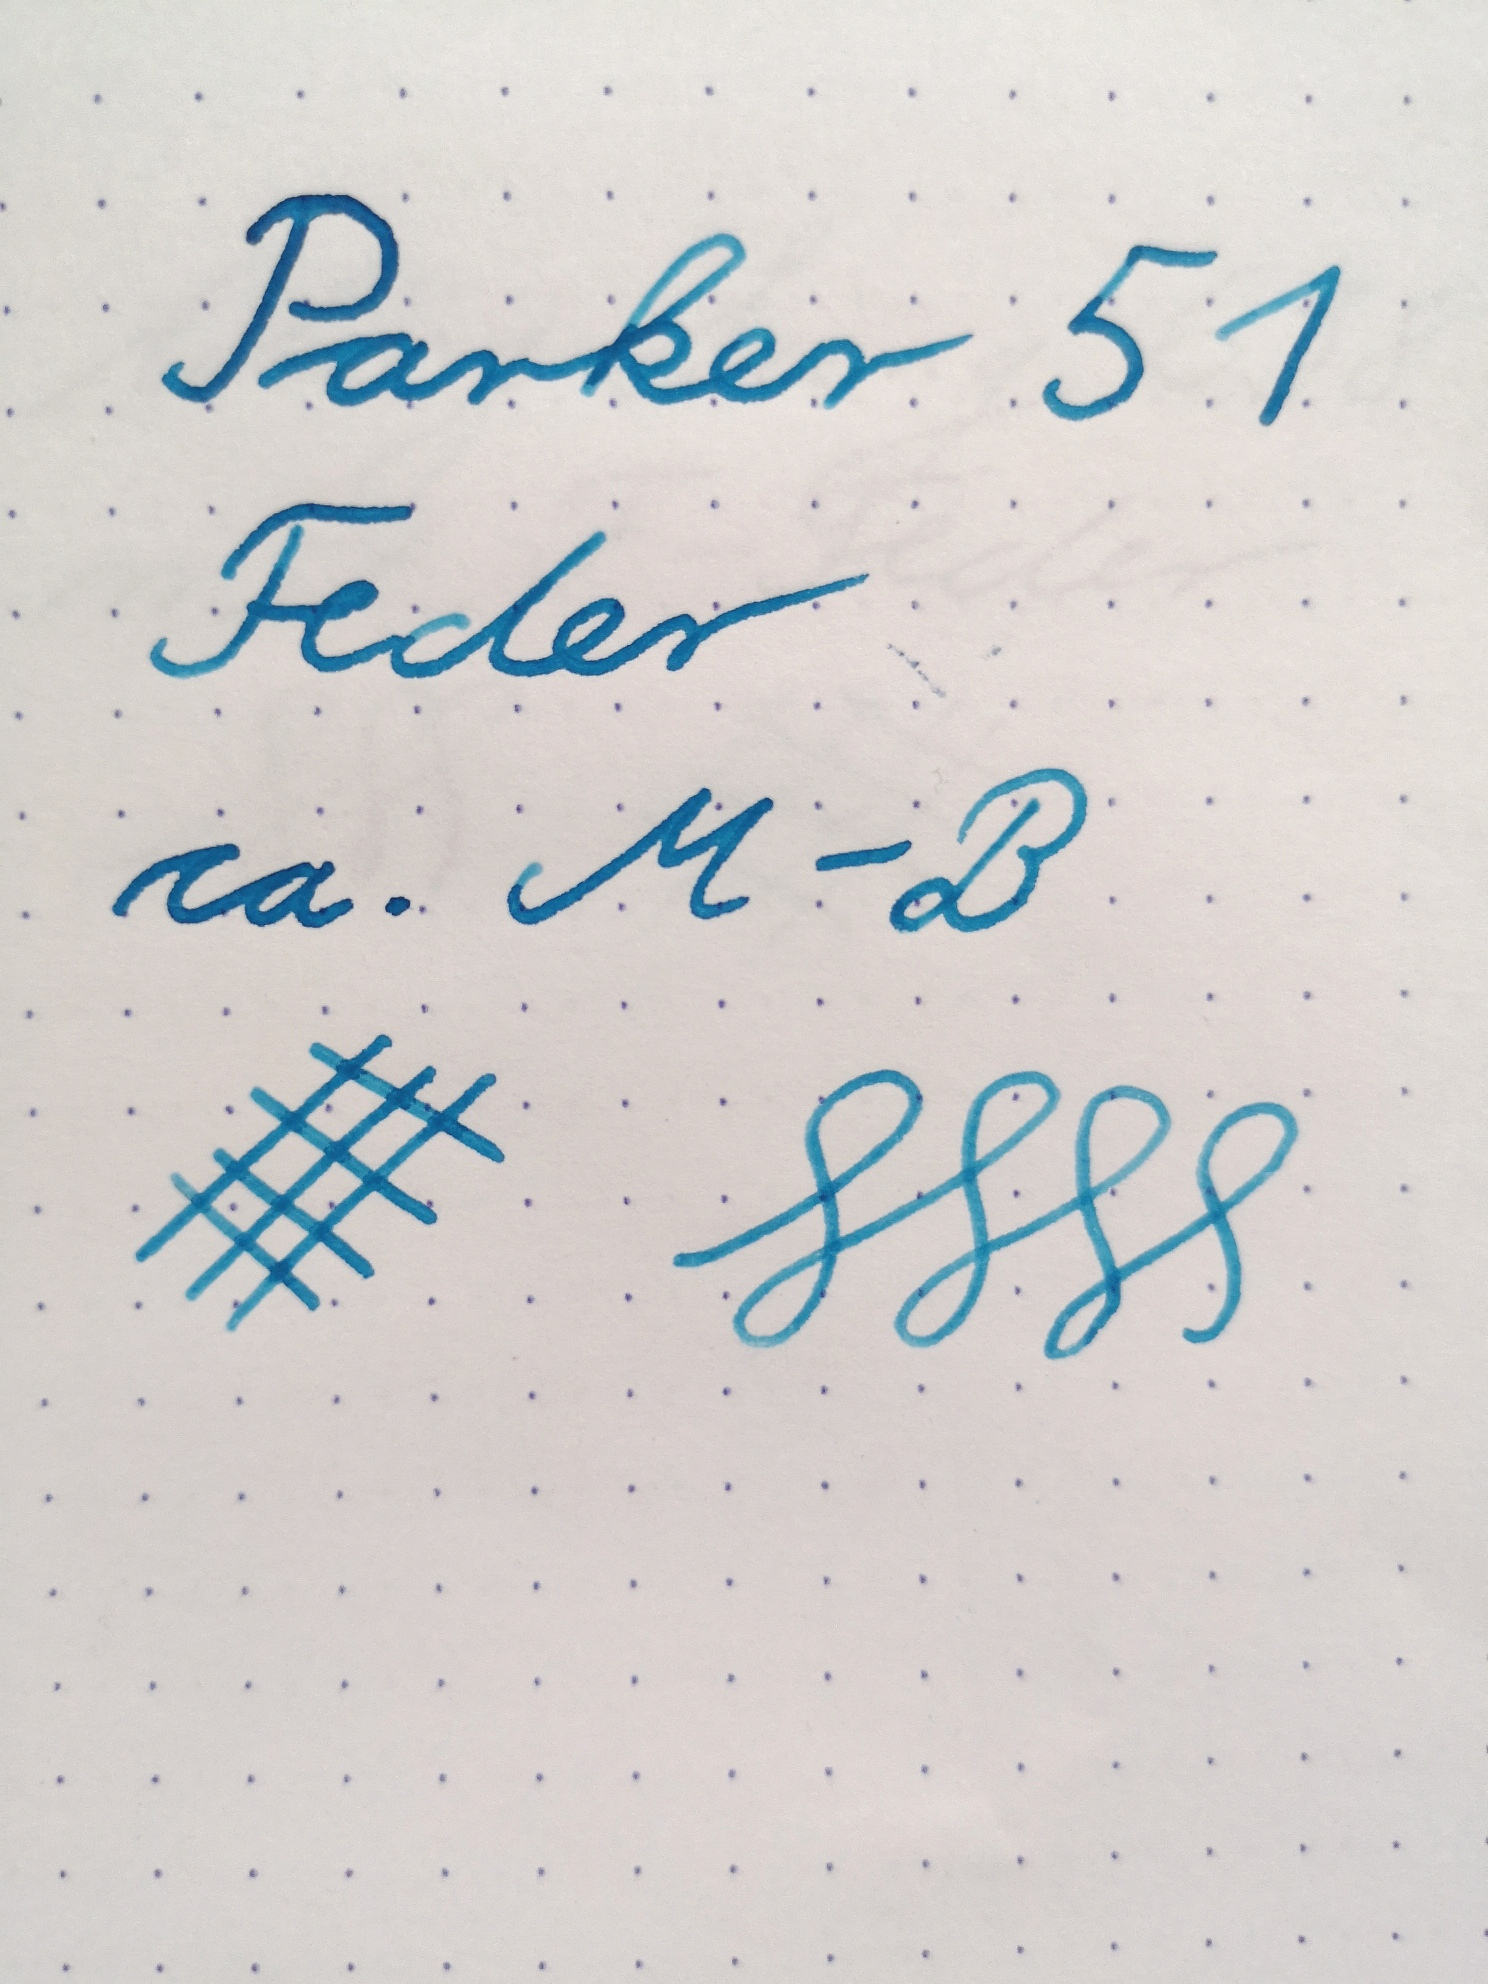 Parker 51
Feder
ca. M-B